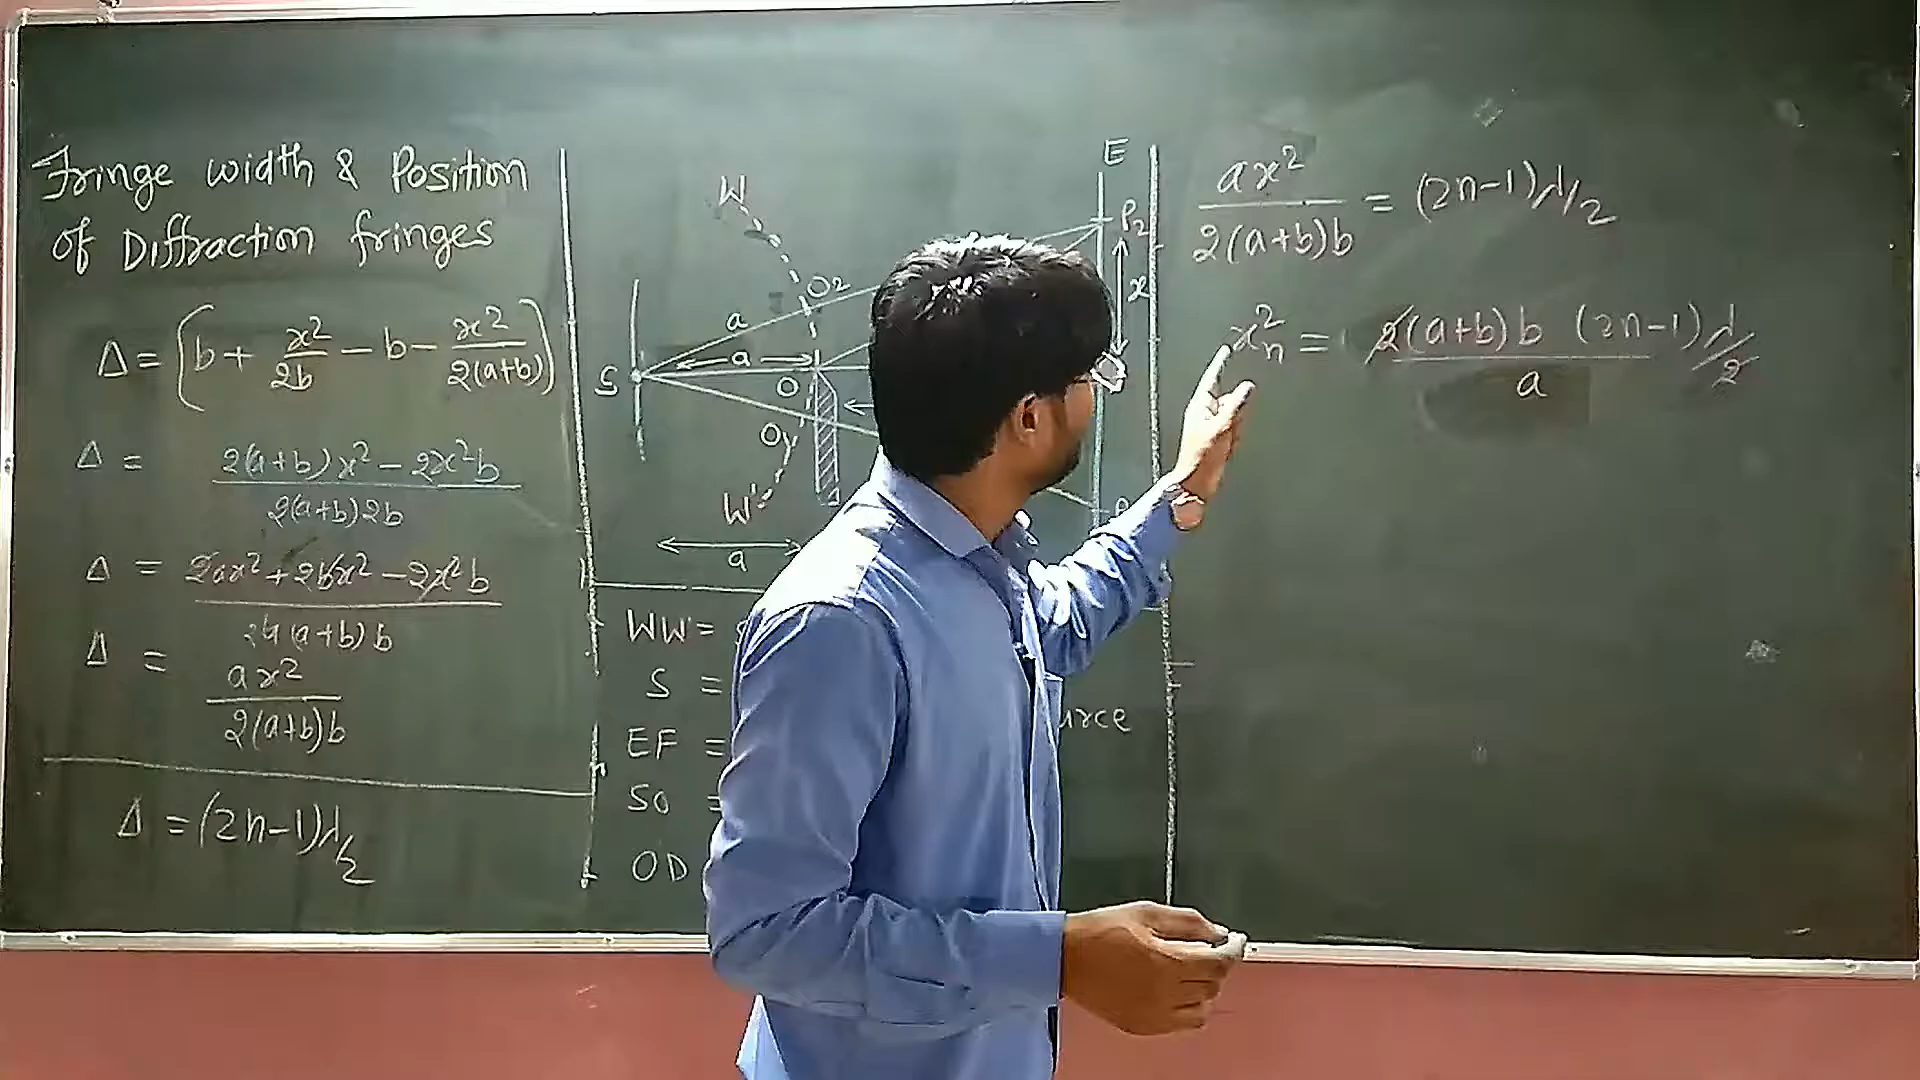 Fringe width & Position
of Diffraction fringes
Δ = [b + x²/2b - b - x²/2(a+b)]
Δ = 2(a+b)x² - 2x²b / 2(a+b)2b
Δ = 2ax² + 2bx² - 2x²b / 24(a+b)b
Δ = ax² / 2(a+b)b
Δ = (2n-1)λ/2
W
O₂
a
a
S
O
O₁
W'
a
E
P₂
x
WW' =
S =
urce
EF =
SO =
OD
ax² / 2(a+b)b = (2n-1)λ/2
x²ₙ = 2(a+b)b (2n-1)λ/2 / a